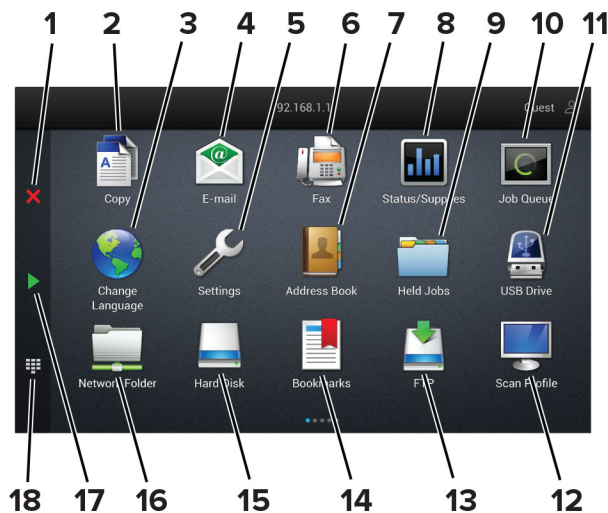 1 2 3 4 5 6 7 8 9 10 11
92.168.1.1
Guest
A
@
Copy E-mail Fax Status/Supplies Job Queue
Change
Language
Settings Address Book Held Jobs USB Drive
Network Folder Hard Disk Bookmarks FTP Scan Profile
18 17 16 15 14 13 12